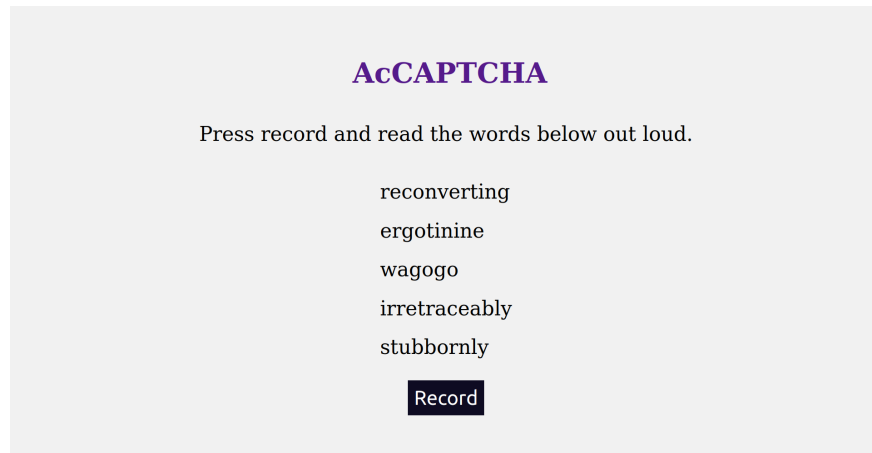 AcCAPTCHA
Press record and read the words below out loud.
reconverting
ergotinine
wagogo
irretraceably
stubbornly
Record